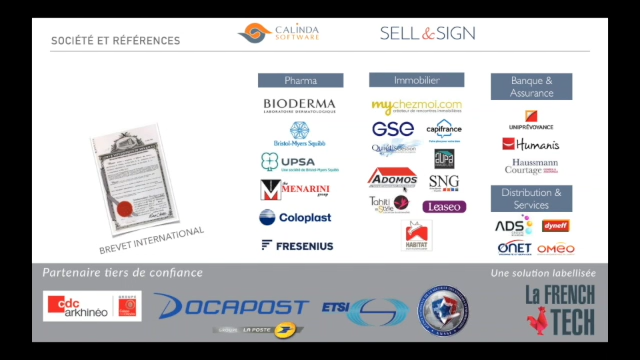 SOCIÉTÉ ET RÉFÉRENCES
CALINDA
SOFTWARE
SELL&SIGN
Pharma
BIODERMA
LABORATOIRE DERMATOLOGIQUE
Bristol-Myers Squibb
UPSA
MENARINI
group
Coloplast
FRESENIUS
Immobilier
mychezmoi.com
GSE
capifrance
ADOMOS
SNG
Tahiti
Style
Leaseo
HABITAT
Banque &
Assurance
UNIPRÉVOYANCE
Humanis
Haussmann
Courtage
Distribution &
Services
ADS
dyneff
ONET
OMÉO
BREVET INTERNATIONAL
Partenaire tiers de confiance
Une solution labellisée
cdc
arkhinéo
DOCAPOST
LA POSTE
ETSI
La FRENCH
TECH